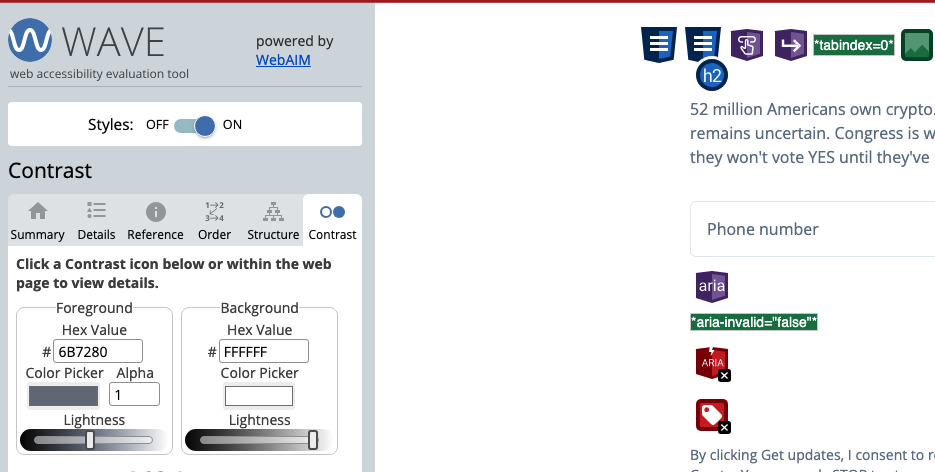 WAVE
web accessibility evaluation tool
powered by
WebAIM
Styles: OFF ON
Contrast
Summary Details Reference Order Structure Contrast
1 2
3 4
Click a Contrast icon below or within the web
page to view details.
Foreground
Hex Value
# 6B7280
Color Picker Alpha
1
Lightness
Background
Hex Value
# FFFFFF
Color Picker
Lightness
*tabindex=0*
h2
52 million Americans own crypto.
remains uncertain. Congress is w
they won't vote YES until they've
Phone number
aria
*aria-invalid="false"*
ARIA
By clicking Get updates, I consent to r